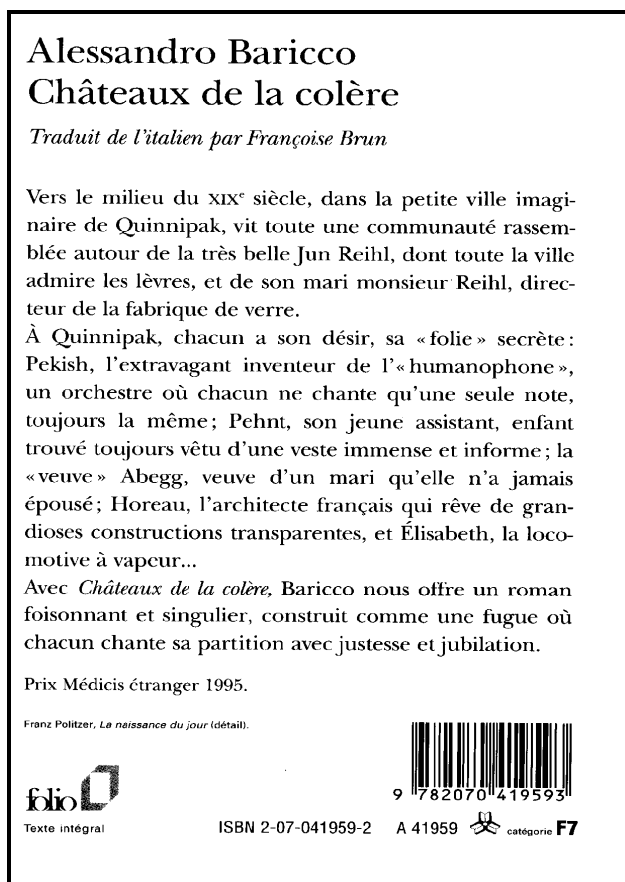 Alessandro Baricco
Châteaux de la colère
Traduit de l'italien par Françoise Brun
Vers le milieu du XIXe siècle, dans la petite ville imagi-
naire de Quinnipak, vit toute une communauté rassem-
blée autour de la très belle Jun Reihl, dont toute la ville
admire les lèvres, et de son mari monsieur Reihl, direc-
teur de la fabrique de verre.
À Quinnipak, chacun a son désir, sa « folie » secrète :
Pekish, l'extravagant inventeur de l'« humanophone »,
un orchestre où chacun ne chante qu'une seule note,
toujours la même ; Pehnt, son jeune assistant, enfant
trouvé toujours vêtu d'une veste immense et informe ; la
« veuve » Abegg, veuve d'un mari qu'elle n'a jamais
épousé ; Horeau, l'architecte français qui rêve de gran-
dioses constructions transparentes, et Élisabeth, la loco-
motive à vapeur...
Avec Châteaux de la colère, Baricco nous offre un roman
foisonnant et singulier, construit comme une fugue où
chacun chante sa partition avec justesse et jubilation.
Prix Médicis étranger 1995.
Franz Politzer, La naissance du jour (détail).
9 782070 419593
folio
Texte intégral
ISBN 2-07-041959-2 A 41959 catégorie F7